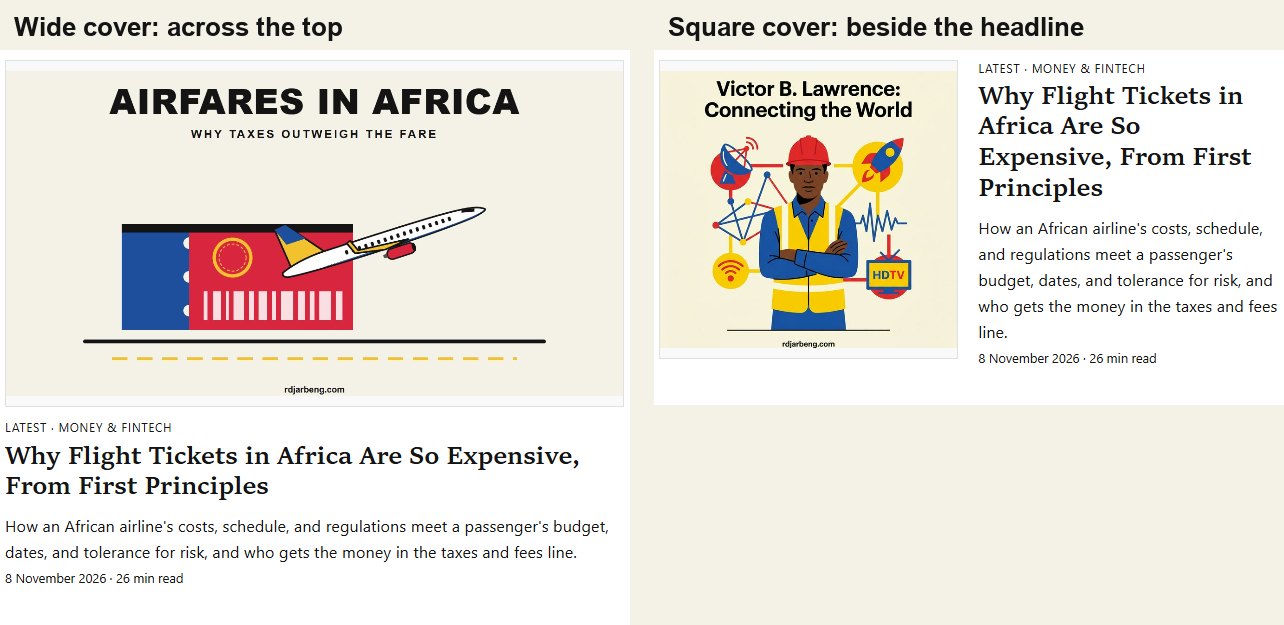 Wide cover: across the top
AIRFARES IN AFRICA
WHY TAXES OUTWEIGH THE FARE
rdjarbeng.com
LATEST · MONEY & FINTECH
Why Flight Tickets in Africa Are So Expensive,
From First Principles
How an African airline's costs, schedule, and regulations meet a passenger's budget,
dates, and tolerance for risk, and who gets the money in the taxes and fees line.
8 November 2026 · 26 min read
Square cover: beside the headline
Victor B. Lawrence:
Connecting the World
HDTV
rdjarbeng.com
LATEST · MONEY & FINTECH
Why Flight Tickets in
Africa Are So
Expensive, From First
Principles
How an African airline's costs, schedule,
and regulations meet a passenger's
budget, dates, and tolerance for risk, and
who gets the money in the taxes and fees
line.
8 November 2026 · 26 min read